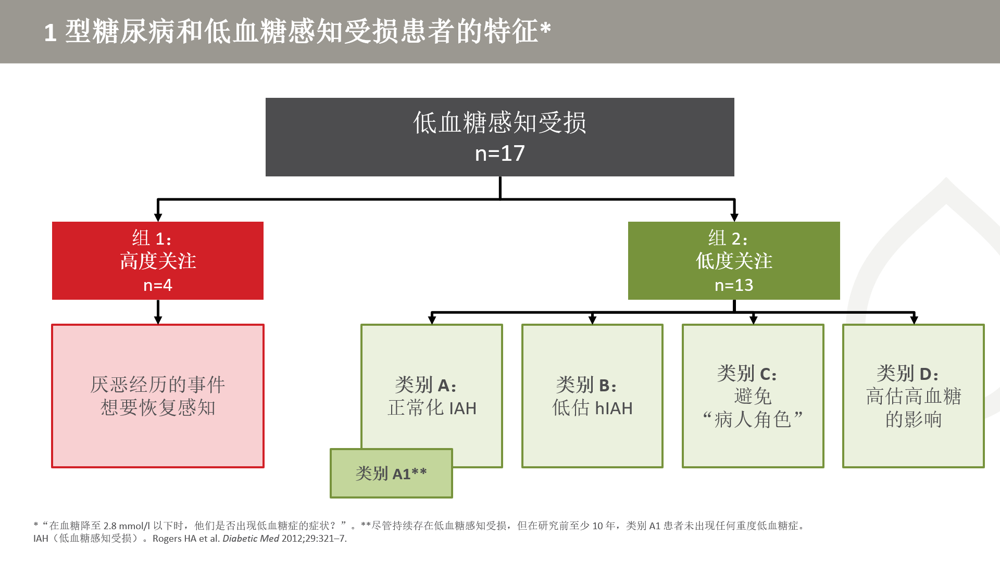 1 型糖尿病和低血糖感知受损患者的特征*
低血糖感知受损
n=17
组 1：
高度关注
n=4
组 2：
低度关注
n=13
厌恶经历的事件
想要恢复感知
类别 A：
正常化 IAH
类别 B：
低估 hIAH
类别 C：
避免
“病人角色”
类别 D：
高估高血糖
的影响
类别 A1**
*“在血糖降至 2.8 mmol/l 以下时，他们是否出现低血糖症的症状？”。**尽管持续存在低血糖感知受损，但在研究前至少 10 年，类别 A1 患者未出现任何重度低血糖症。
IAH（低血糖感知受损）。Rogers HA et al. Diabetic Med 2012;29:321–7.